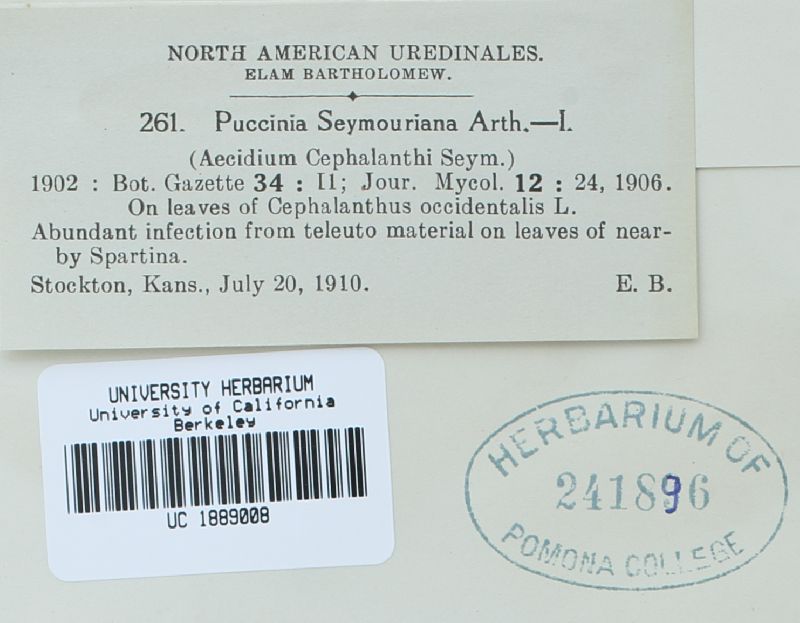 NORTH AMERICAN UREDINALES.
ELAM BARTHOLOMEW.
261. Puccinia Seymouriana Arth.—I.
(Aecidium Cephalanthi Seym.)
1902 : Bot. Gazette 34 : 11; Jour. Mycol. 12 : 24, 1906.
On leaves of Cephalanthus occidentalis L.
Abundant infection from teleuto material on leaves of near-
by Spartina.
Stockton, Kans., July 20, 1910. E. B.
UNIVERSITY HERBARIUM
University of California
Berkeley
UC 1889008
HERBARIUM OF
241896
POMONA COLLEGE